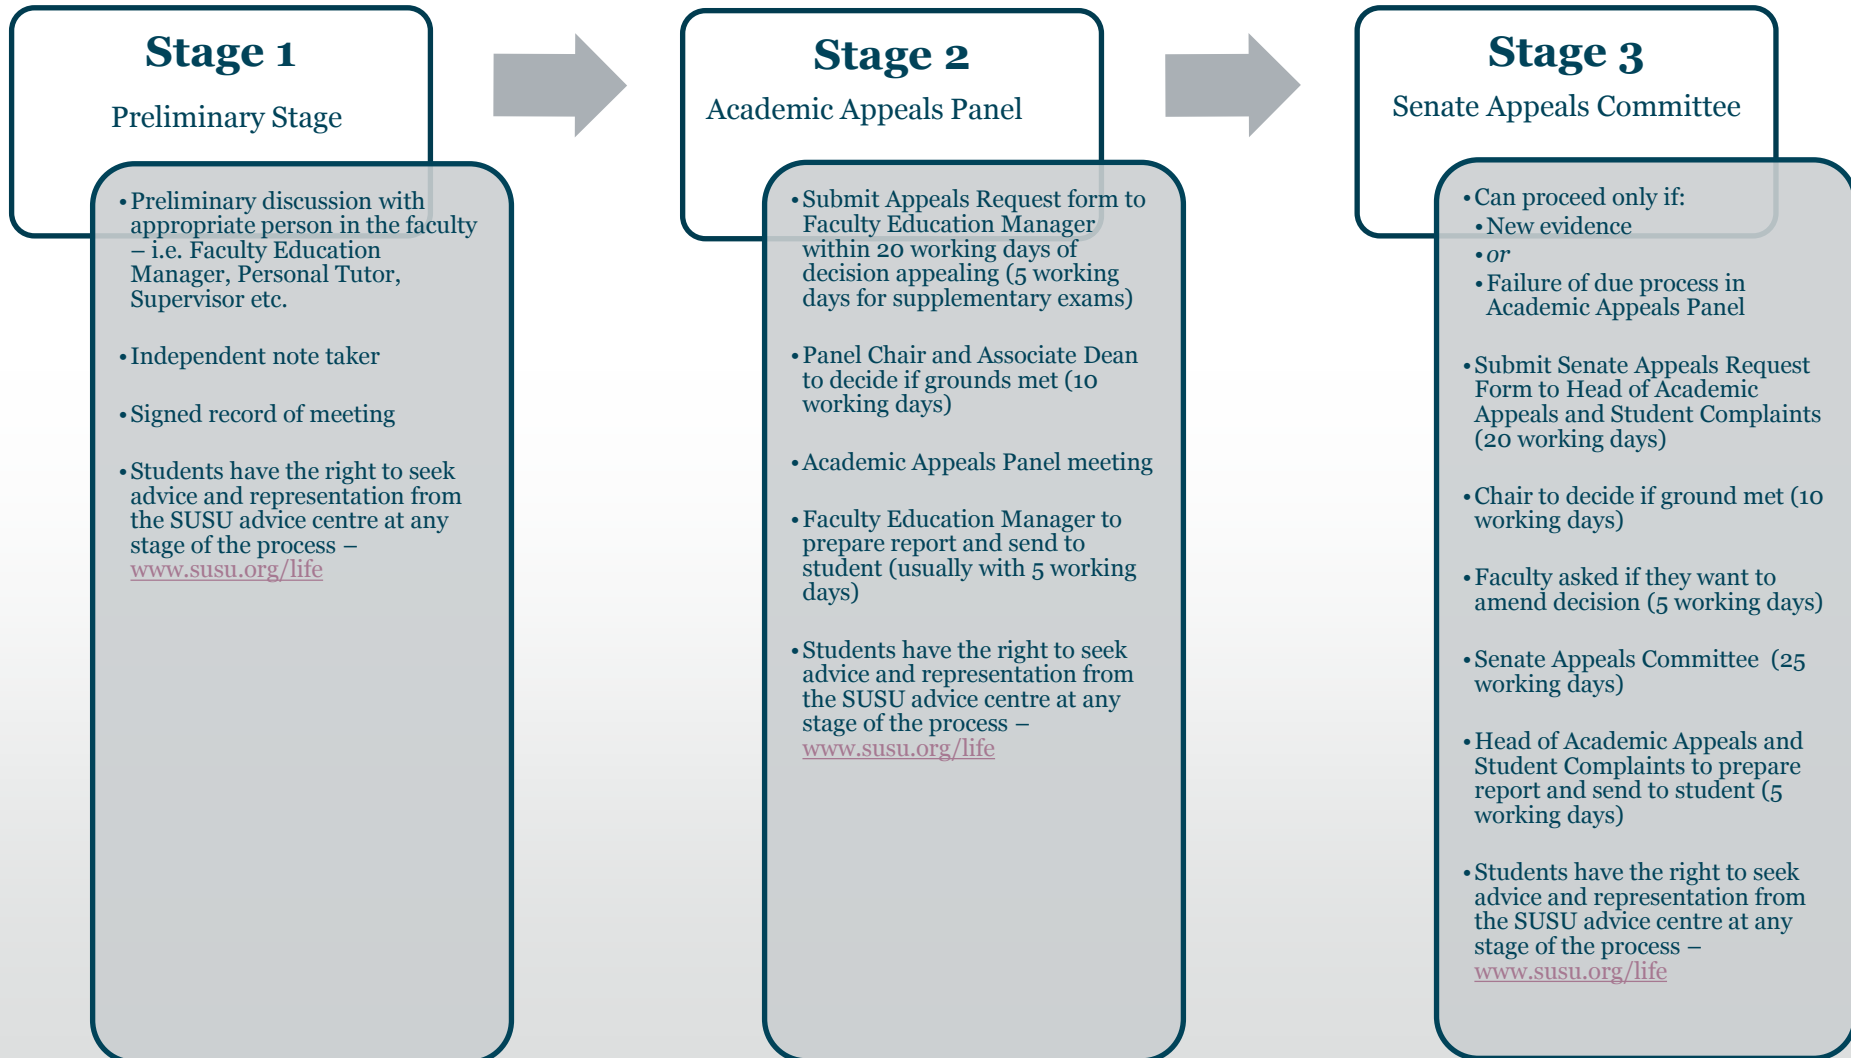 Stage 1
Preliminary Stage
• Preliminary discussion with
appropriate person in the faculty
– i.e. Faculty Education
Manager, Personal Tutor,
Supervisor etc.
• Independent note taker
• Signed record of meeting
• Students have the right to seek
advice and representation from
the SUSU advice centre at any
stage of the process –
www.susu.org/life
Stage 2
Academic Appeals Panel
• Submit Appeals Request form to
Faculty Education Manager
within 20 working days of
decision appealing (5 working
days for supplementary exams)
• Panel Chair and Associate Dean
to decide if grounds met (10
working days)
• Academic Appeals Panel meeting
• Faculty Education Manager to
prepare report and send to
student (usually with 5 working
days)
• Students have the right to seek
advice and representation from
the SUSU advice centre at any
stage of the process –
www.susu.org/life
Stage 3
Senate Appeals Committee
• Can proceed only if:
• New evidence
• or
• Failure of due process in
Academic Appeals Panel
• Submit Senate Appeals Request
Form to Head of Academic
Appeals and Student Complaints
(20 working days)
• Chair to decide if ground met (10
working days)
• Faculty asked if they want to
amend decision (5 working days)
• Senate Appeals Committee (25
working days)
• Head of Academic Appeals and
Student Complaints to prepare
report and send to student (5
working days)
• Students have the right to seek
advice and representation from
the SUSU advice centre at any
stage of the process –
www.susu.org/life